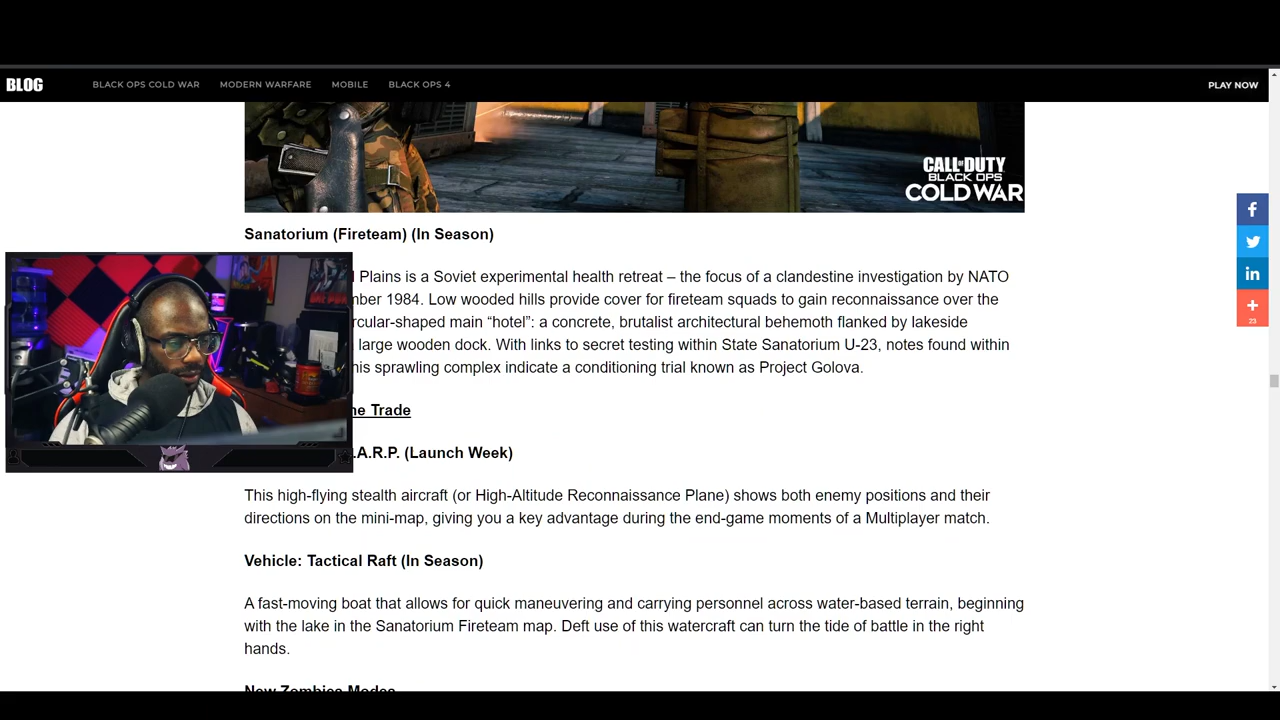 BLOG
BLACK OPS COLD WAR
MODERN WARFARE
MOBILE
BLACK OPS 4
PLAY NOW
CALL OF DUTY
BLACK OPS
COLD WAR
Sanatorium (Fireteam) (In Season)
Plains is a Soviet experimental health retreat – the focus of a clandestine investigation by NATO
1984. Low wooded hills provide cover for fireteam squads to gain reconnaissance over the
main “hotel”: a concrete, brutalist architectural behemoth flanked by lakeside
large wooden dock. With links to secret testing within State Sanatorium U-23, notes found within
sprawling complex indicate a conditioning trial known as Project Golova.
Trade
.A.R.P. (Launch Week)
This high-flying stealth aircraft (or High-Altitude Reconnaissance Plane) shows both enemy positions and their
directions on the mini-map, giving you a key advantage during the end-game moments of a Multiplayer match.
Vehicle: Tactical Raft (In Season)
A fast-moving boat that allows for quick maneuvering and carrying personnel across water-based terrain, beginning
with the lake in the Sanatorium Fireteam map. Deft use of this watercraft can turn the tide of battle in the right
hands.
New Zombies Modes
23